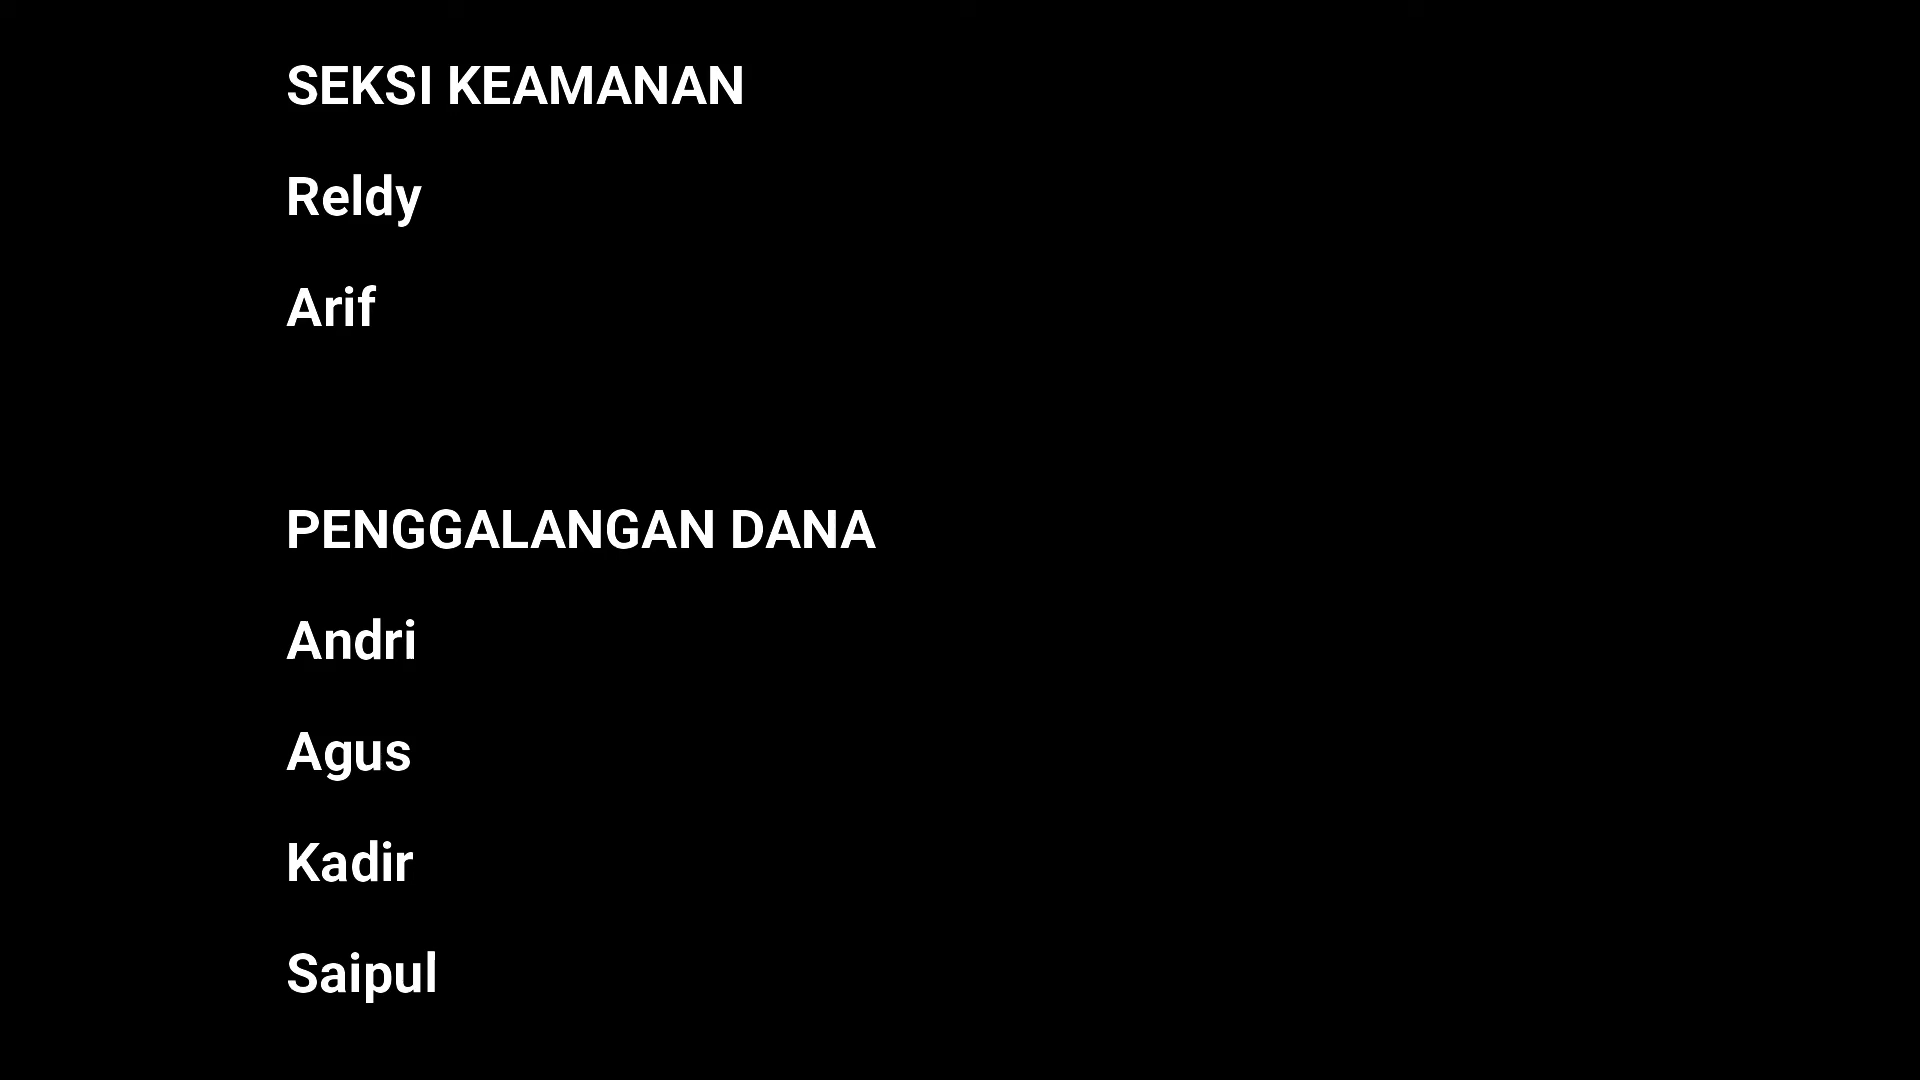 SEKSI KEAMANAN
Reldy
Arif
PENGGALANGAN DANA
Andri
Agus
Kadir
Saipul